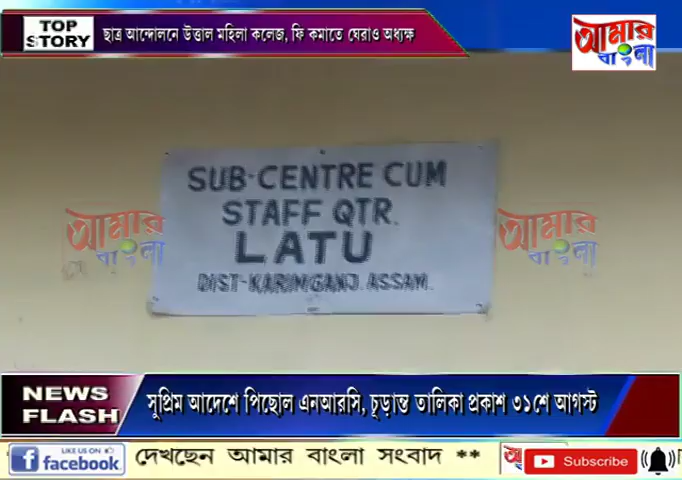 TOP STORY
ছাত্র আন্দোলনে উত্তাল মহিলা কলেজ, ফি কমাতে ঘেরাও অধ্যক্ষ
আমার বাংলা
SUB-CENTRE CUM
STAFF QTR.
LATU
DIST-KARIMGANJ. ASSAM.
আমার বাংলা
আমার বাংলা
NEWS FLASH
সুপ্রিম আদেশে পিছোল এনআরসি, চূড়ান্ত তালিকা প্রকাশ ৩১শে আগস্ট
LIKE US ON
facebook.
দেখছেন আমার বাংলা সংবাদ **
Subscribe